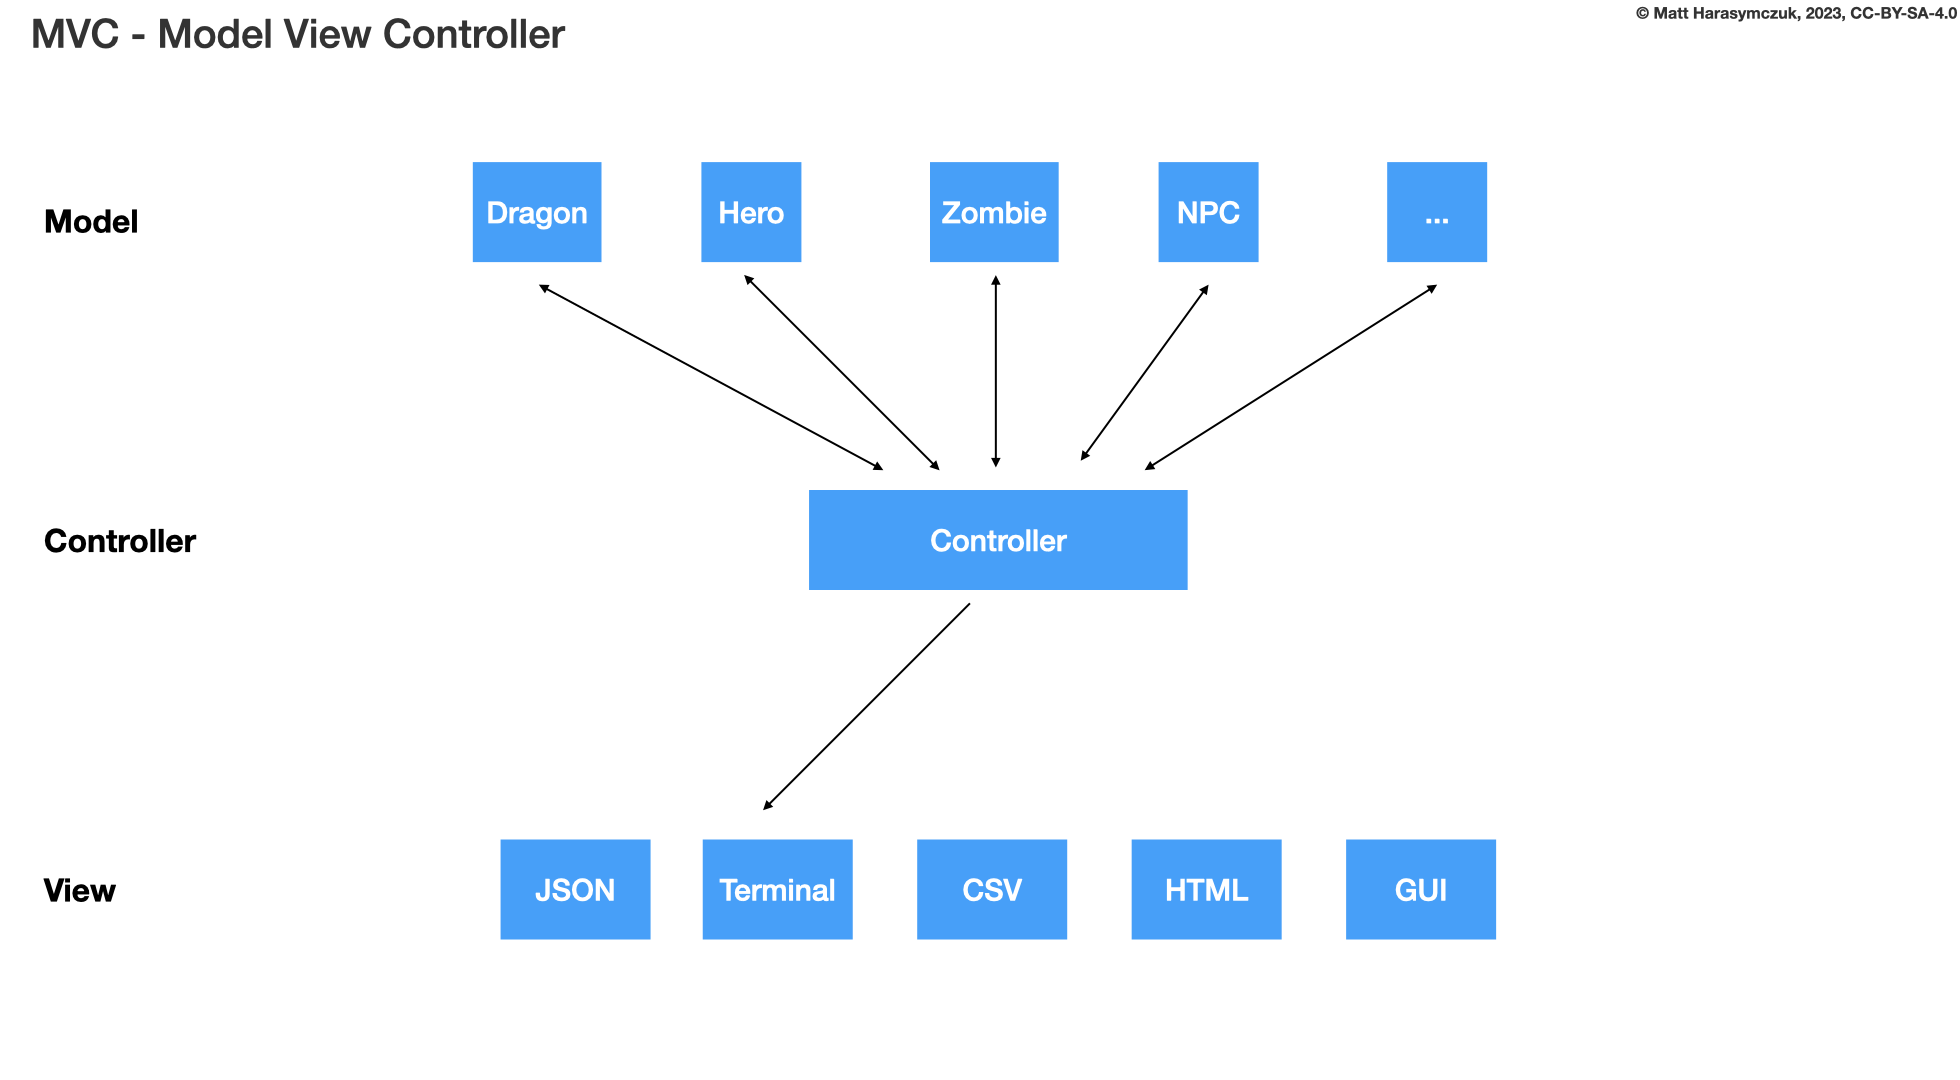 MVC - Model View Controller
© Matt Harasymczuk, 2023, CC-BY-SA-4.0
Model
Dragon
Hero
Zombie
NPC
...
Controller
Controller
View
JSON
Terminal
CSV
HTML
GUI